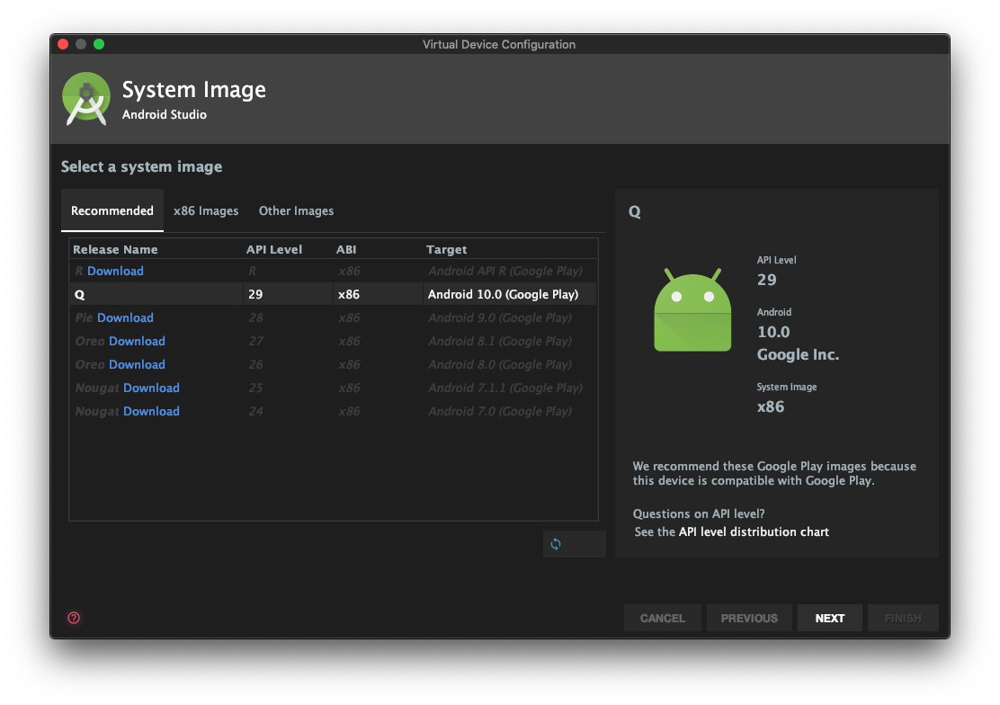 Virtual Device Configuration
System Image
Android Studio
Select a system image
Recommended x86 Images Other Images
Release Name API Level ABI Target
R Download R x86 Android API R (Google Play)
Q 29 x86 Android 10.0 (Google Play)
Pie Download 28 x86 Android 9.0 (Google Play)
Oreo Download 27 x86 Android 8.1 (Google Play)
Oreo Download 26 x86 Android 8.0 (Google Play)
Nougat Download 25 x86 Android 7.1.1 (Google Play)
Nougat Download 24 x86 Android 7.0 (Google Play)
Q
API Level
29
Android
10.0
Google Inc.
System Image
x86
We recommend these Google Play images because
this device is compatible with Google Play.
Questions on API level?
See the API level distribution chart
?
CANCEL PREVIOUS NEXT FINISH